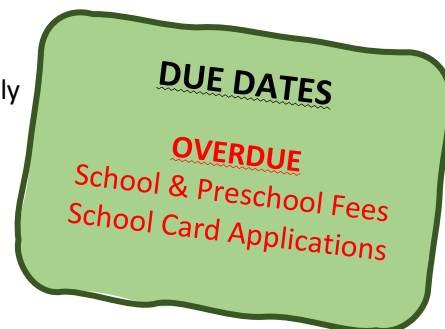 ly
DUE DATES
OVERDUE
School & Preschool Fees
School Card Applications